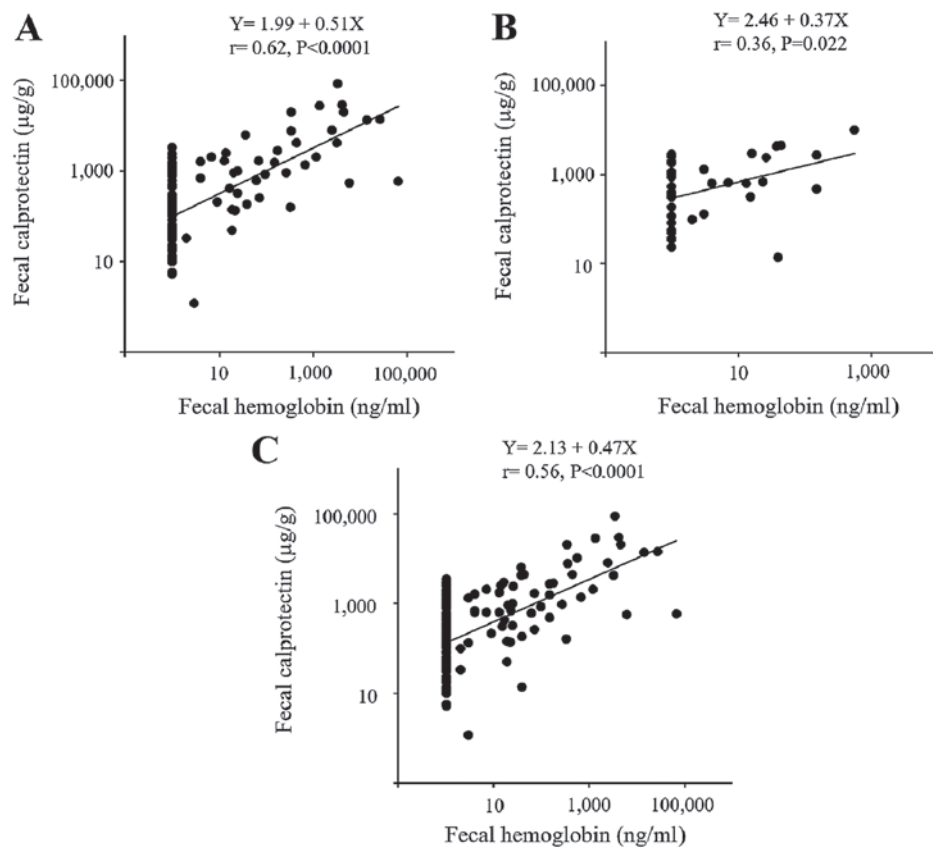 A
Y= 1.99 + 0.51X
r= 0.62, P<0.0001
Fecal calprotectin (µg/g)
100,000
1,000
10
10 1,000 100,000
Fecal hemoglobin (ng/ml)
B
Y= 2.46 + 0.37X
r= 0.36, P=0.022
Fecal calprotectin (µg/g)
100,000
1,000
10
10 1,000
Fecal hemoglobin (ng/ml)
C
Y= 2.13 + 0.47X
r= 0.56, P<0.0001
Fecal calprotectin (µg/g)
100,000
1,000
10
10 1,000 100,000
Fecal hemoglobin (ng/ml)